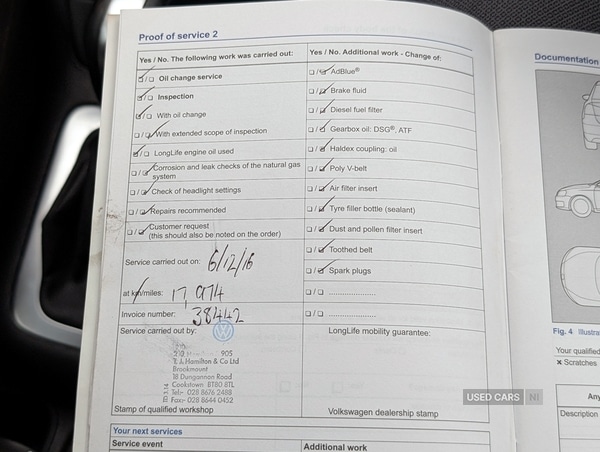 Proof of service 2
Yes / No. The following work was carried out:
Oil change service
Inspection
With oil change
With extended scope of inspection
LongLife engine oil used
Corrosion and leak checks of the natural gas
system
Check of headlight settings
Repairs recommended
Customer request
(this should also be noted on the order)
Service carried out on: 6/12/16
at km/miles: 17,974
Invoice number: 38442
Service carried out by:
905
T. J. Hamilton & Co Ltd
Brookmount
18 Dungannon Road
Cookstown BT80 8TL
Tel:- 028 8676 2488
Fax:- 028 8644 0452
Stamp of qualified workshop
Yes / No. Additional work - Change of:
AdBlue®
Brake fluid
Diesel fuel filter
Gearbox oil: DSG®, ATF
Haldex coupling: oil
Poly V-belt
Air filter insert
Tyre filler bottle (sealant)
Dust and pollen filter insert
Toothed belt
Spark plugs
.....................
.....................
LongLife mobility guarantee:
Volkswagen dealership stamp
Your next services
Service event
Additional work
Documentation
Fig. 4 Illustra
Your qualified
× Scratches
Any
Description
USED CARS NI